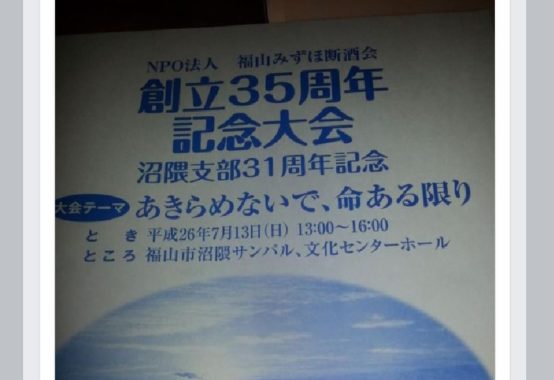 NPO法人 福山みずほ断酒会
創立35周年
記念大会
沼隈支部31周年記念
大会テーマ あきらめないで、命ある限り
とき 平成26年7月13日(日) 13:00〜16:00
ところ 福山市沼隈サンパル、文化センターホール